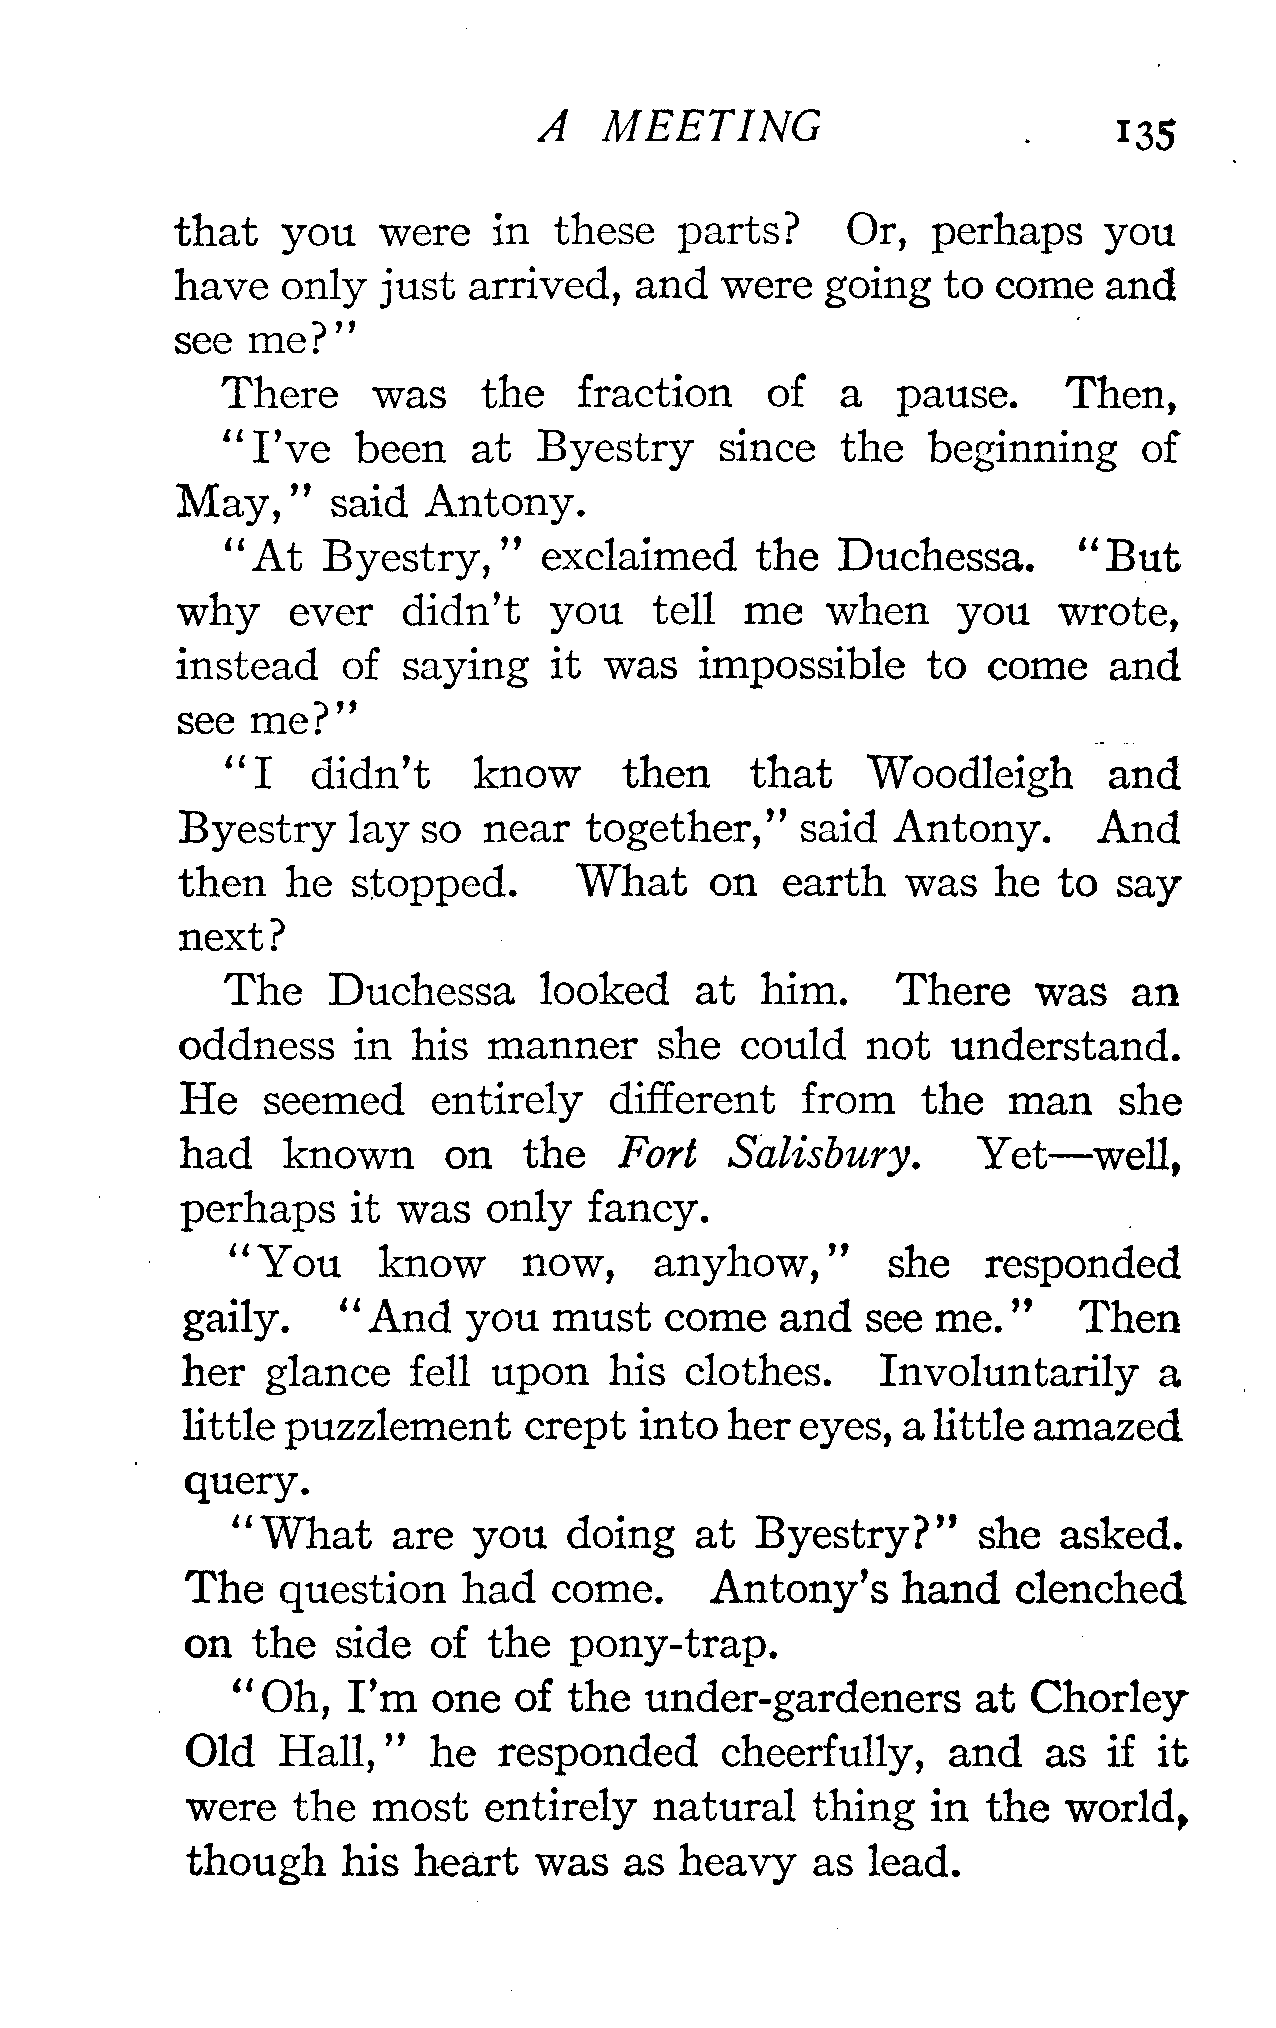 A MEETING 135
that you were in these parts? Or, perhaps you
have only just arrived, and were going to come and
see me?"
There was the fraction of a pause. Then,
"I've been at Byestry since the beginning of
May," said Antony.
"At Byestry," exclaimed the Duchessa. "But
why ever didn't you tell me when you wrote,
instead of saying it was impossible to come and
see me?"
"I didn't know then that Woodleigh and
Byestry lay so near together," said Antony. And
then he stopped. What on earth was he to say
next?
The Duchessa looked at him. There was an
oddness in his manner she could not understand.
He seemed entirely different from the man she
had known on the Fort Salisbury. Yet—well,
perhaps it was only fancy.
"You know now, anyhow," she responded
gaily. "And you must come and see me." Then
her glance fell upon his clothes. Involuntarily a
little puzzlement crept into her eyes, a little amazed
query.
"What are you doing at Byestry?" she asked.
The question had come. Antony's hand clenched
on the side of the pony-trap.
"Oh, I'm one of the under-gardeners at Chorley
Old Hall," he responded cheerfully, and as if it
were the most entirely natural thing in the world,
though his heart was as heavy as lead.